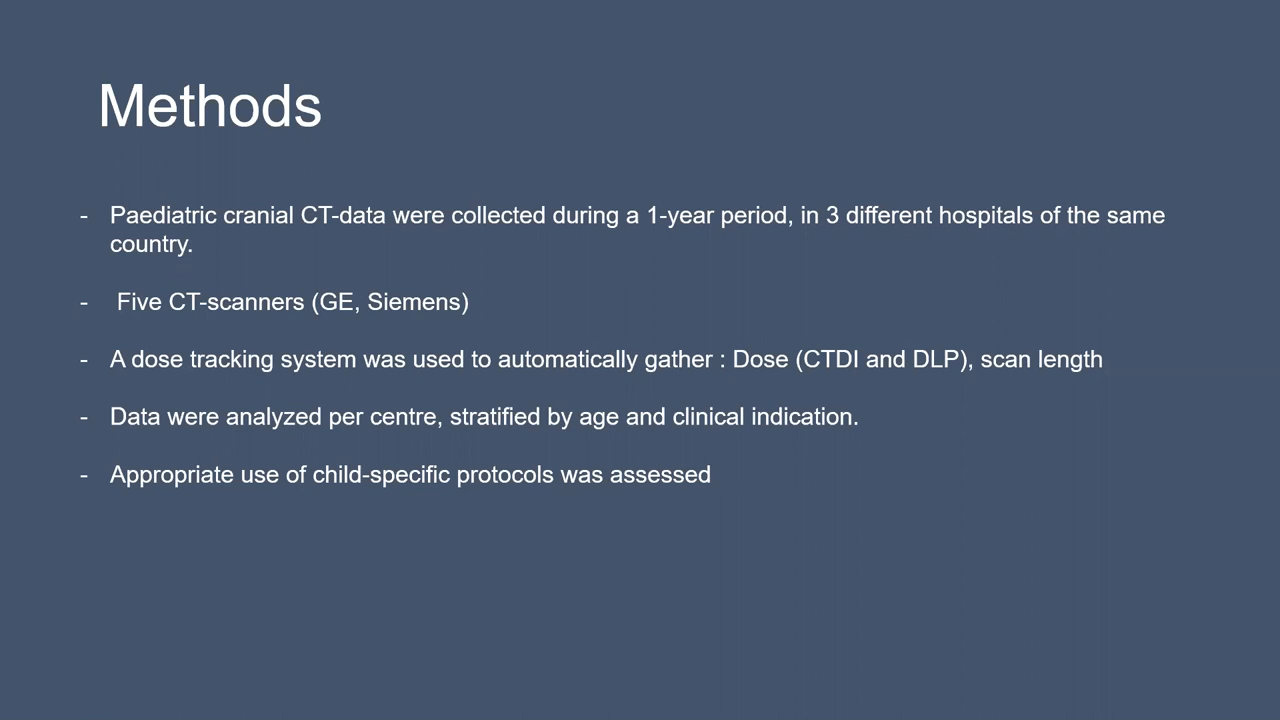 Methods
- Paediatric cranial CT-data were collected during a 1-year period, in 3 different hospitals of the same
country.
- Five CT-scanners (GE, Siemens)
- A dose tracking system was used to automatically gather : Dose (CTDI and DLP), scan length
- Data were analyzed per centre, stratified by age and clinical indication.
- Appropriate use of child-specific protocols was assessed